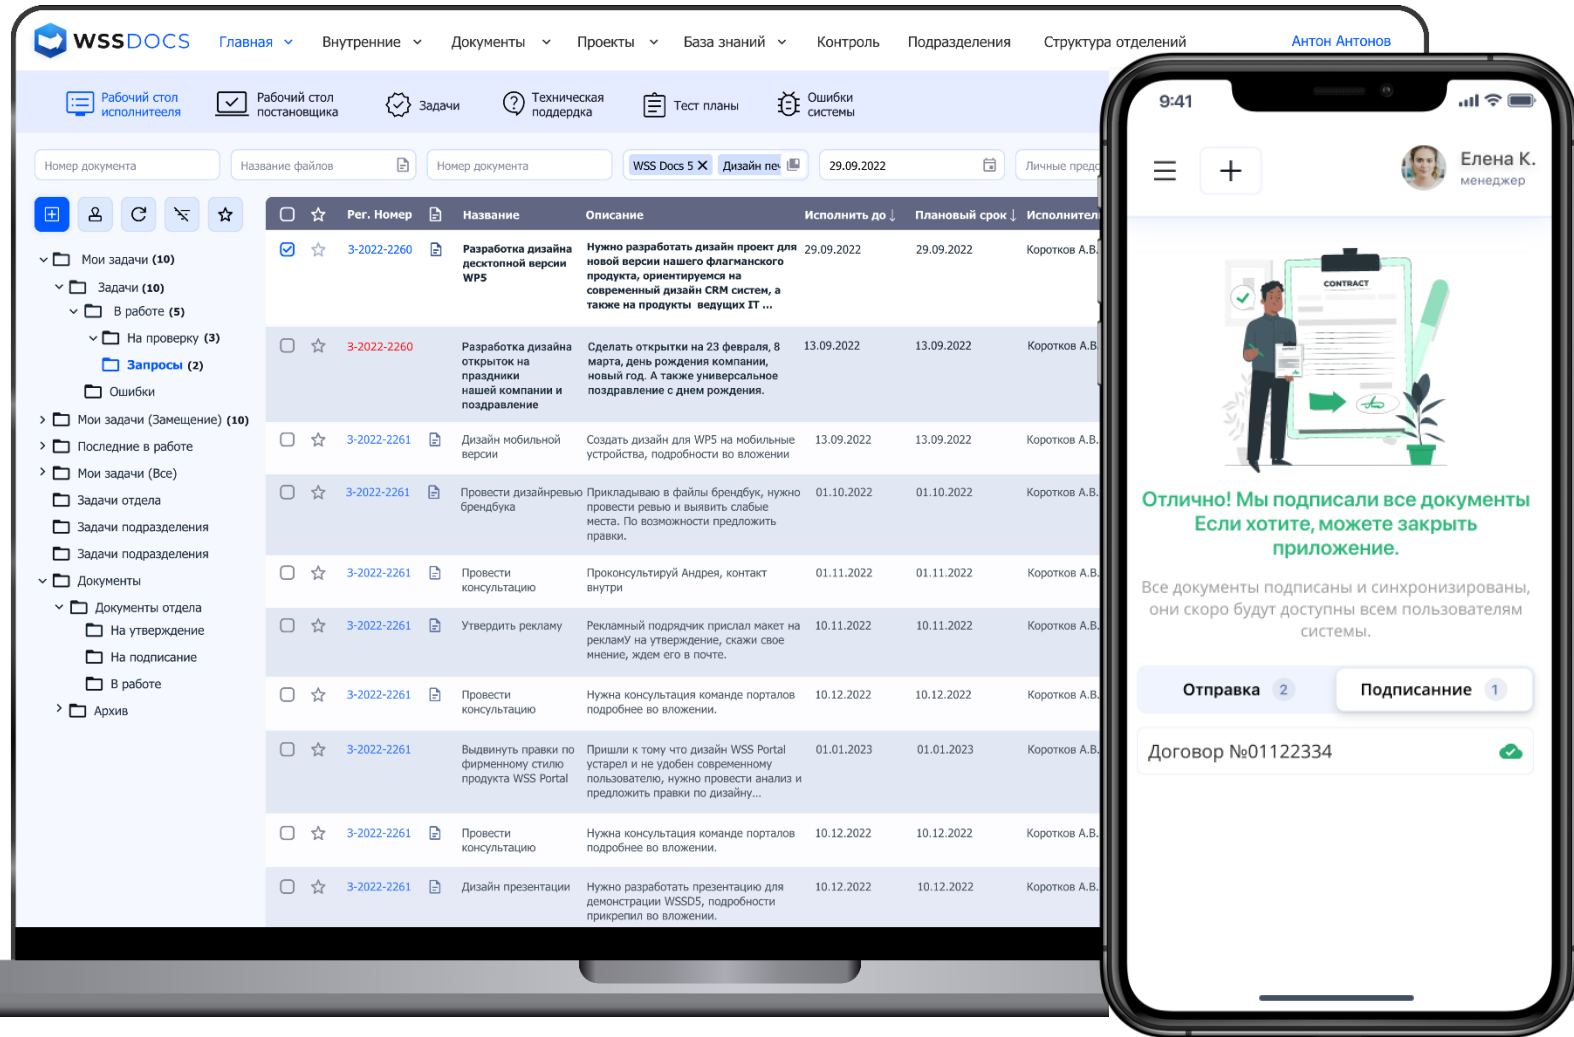 WSSDOCS Главная Внутренние Документы Проекты База знаний Контроль Подразделения Структура отделений Антон Антонов
Рабочий стол
исполнитееля
Рабочий стол
постановщика
Задачи
Техническая
поддердка
Тест планы
Ошибки
системы
Номер документа Название файлов Номер документа WSS Docs 5 Дизайн 29.09.2022 Личные
Рег. Номер Название Описание Исполнить до Плановый срок
Мои задачи (10)
Задачи (10)
В работе (5)
На проверку (3)
Запросы (2)
Ошибки
Мои задачи (Замещение) (10)
Последние в работе
Мои задачи (Все)
Задачи отдела
Задачи подразделения
Задачи подразделения
Документы
Документы отдела
На утверждение
На подписание
В работе
Архив
З-2022-2260
Разработка дизайна
десктопной версии
WP5
Нужно разработать дизайн проект для
новой версии нашего флагманского
продукта, ориентируемся на
современный дизайн CRM систем, а
также на продукты ведущих IT ...
29.09.2022 29.09.2022 Коротков А.В.
З-2022-2260
Разработка дизайна
открыток на
праздники
нашей компании и
поздравление
Сделать открытки на 23 февраля, 8
марта, день рождения компании,
новый год. А также универсальное
поздравление с днем рождения.
13.09.2022 13.09.2022 Коротков А.В.
З-2022-2261
Дизайн мобильной
версии
Создать дизайн для WP5 на мобильные
устройства, подробности во вложении
13.09.2022 13.09.2022 Коротков А.В.
З-2022-2261
Провести дизайнревью
брендбука
Прикладываю в файлы брендбук, нужно
провести ревью и выявить слабые
места. По возможности предложить
правки.
01.10.2022 01.10.2022 Коротков А.В.
З-2022-2261
Провести
консультацию
Проконсультируй Андрея, контакт
внутри
01.11.2022 01.11.2022 Коротков А.В.
З-2022-2261
Утвердить рекламу
Рекламный подрядчик прислал макет на
рекламУ на утверждение, скажи свое
мнение, ждем его в почте.
10.11.2022 10.11.2022 Коротков А.В.
З-2022-2261
Провести
консультацию
Нужна консультация команде порталов
подробнее во вложении.
10.12.2022 10.12.2022 Коротков А.В.
З-2022-2261
Выдвинуть правки по
фирменному стилю
продукта WSS Portal
Пришли к тому что дизайн WSS Portal
устарел и не удобен современному
пользователю, нужно провести анализ и
предложить правки по дизайну...
01.01.2023 01.01.2023 Коротков А.В.
З-2022-2261
Провести
консультацию
Нужна консультация команде порталов
подробнее во вложении.
10.12.2022 10.12.2022 Коротков А.В.
З-2022-2261
Дизайн презентации
Нужно разработать презентацию для
демонстрации WSSD5, подробности
прикрепил во вложении.
10.12.2022 10.12.2022 Коротков А.В.
9:41
Елена К.
менеджер
CONTRACT
Отлично! Мы подписали все документы
Если хотите, можете закрыть
приложение.
Все документы подписаны и синхронизированы,
они скоро будут доступны всем пользователям
системы.
Отправка 2 Подписанние 1
Договор №01122334